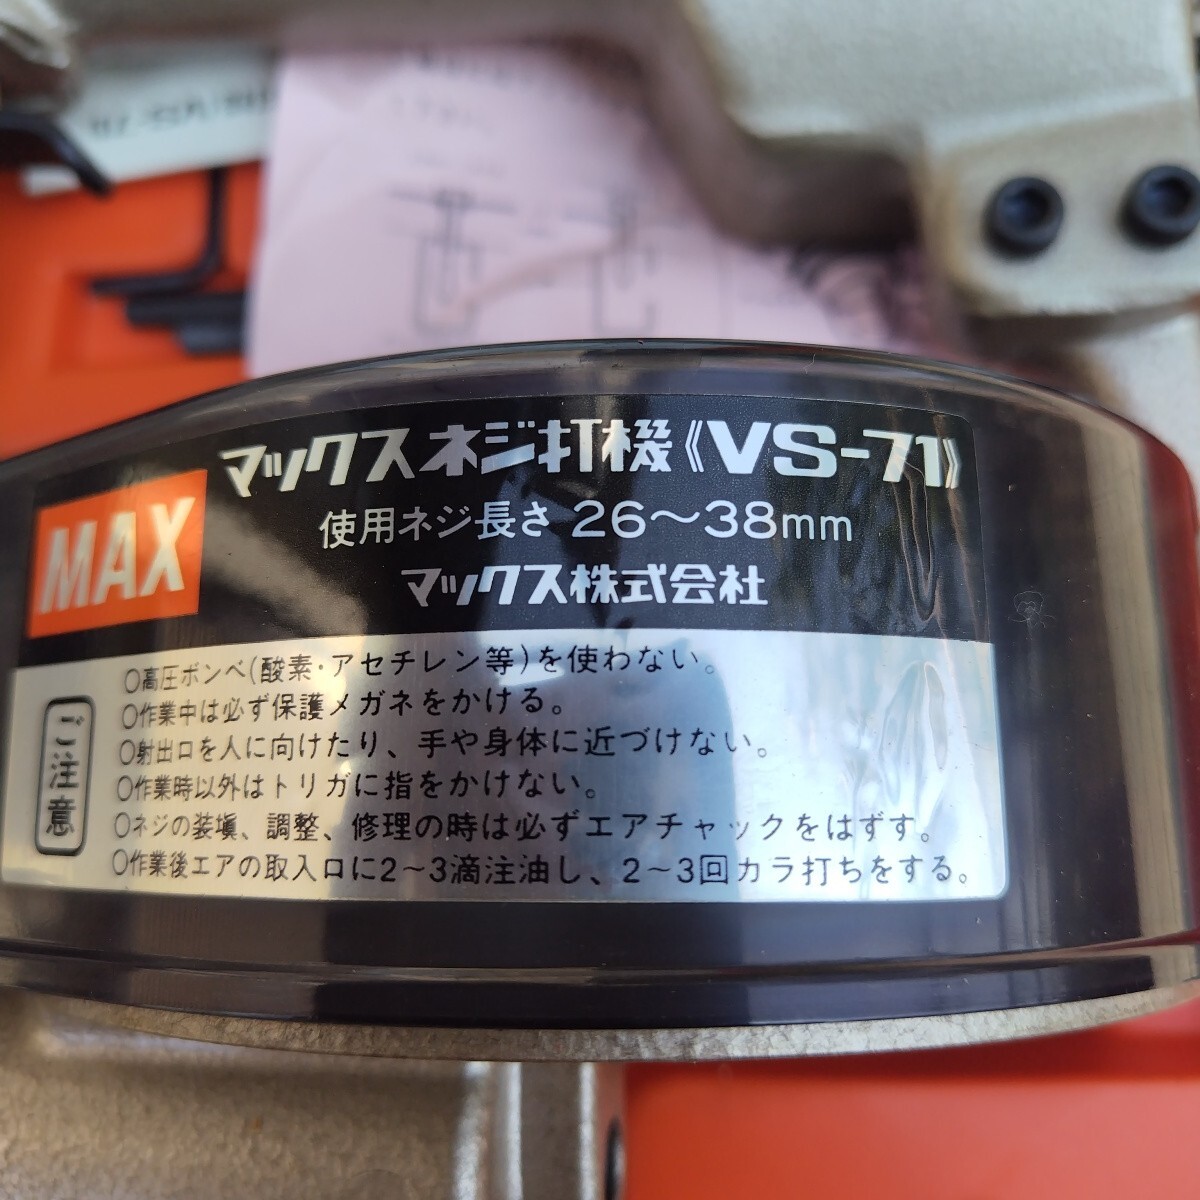 マックスネジ打機《VS-71》
MAX
使用ネジ長さ 26～38mm
マックス株式会社
ご注意
○高圧ボンベ(酸素・アセチレン等)を使わない。
○作業中は必ず保護メガネをかける。
○射出口を人に向けたり、手や身体に近づけない。
○作業時以外はトリガに指をかけない。
○ネジの装塡、調整、修理の時は必ずエアチャックをはずす。
○作業後エアの取入口に2～3滴注油し、2～3回カラ打ちをする。